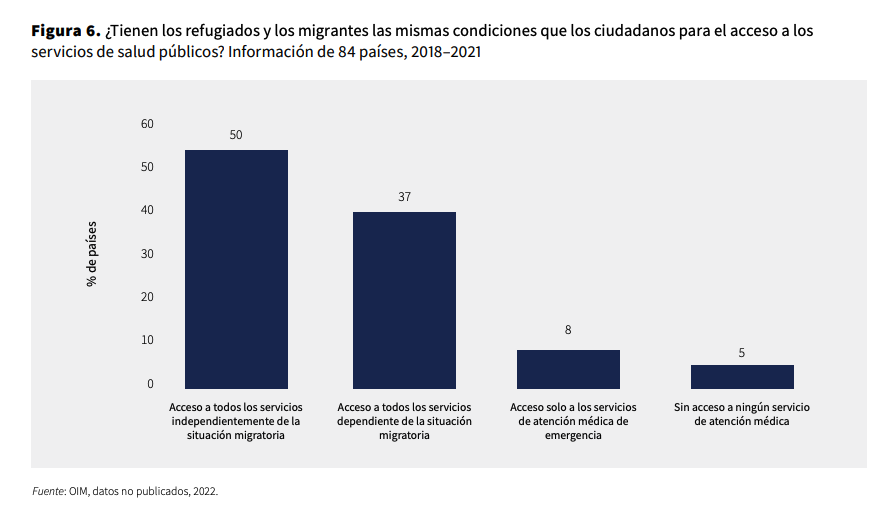 Figura 6. ¿Tienen los refugiados y los migrantes las mismas condiciones que los ciudadanos para el acceso a los
servicios de salud públicos? Información de 84 países, 2018–2021
% de países
60
50
40
30
20
10
0
50
37
8
5
Acceso a todos los servicios
independientemente de la
situación migratoria
Acceso a todos los servicios
dependiente de la situación
migratoria
Acceso solo a los servicios
de atención médica de
emergencia
Sin acceso a ningún servicio
de atención médica
Fuente: OIM, datos no publicados, 2022.